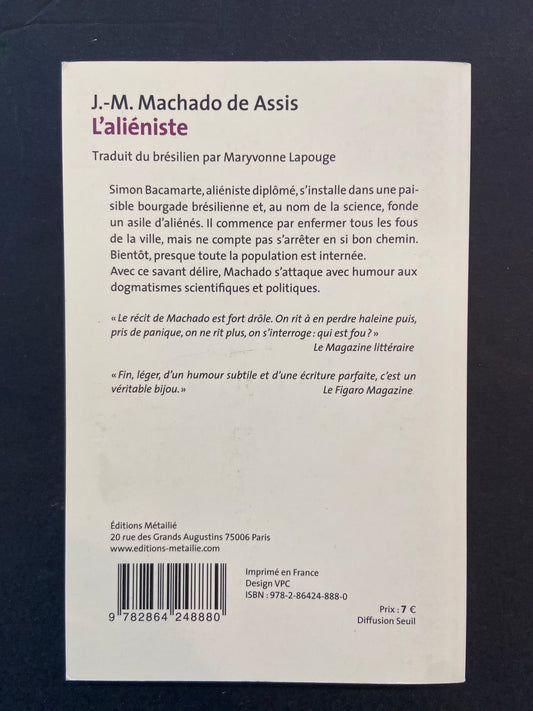 J.-M. Machado de Assis
L'aliéniste
Traduit du brésilien par Maryvonne Lapouge
Simon Bacamarte, aliéniste diplômé, s'installe dans une pai-
sible bourgade brésilienne et, au nom de la science, fonde
un asile d'aliénés. Il commence par enfermer tous les fous
de la ville, mais ne compte pas s'arrêter en si bon chemin.
Bientôt, presque toute la population est internée.
Avec ce savant délire, Machado s'attaque avec humour aux
dogmatismes scientifiques et politiques.
« Le récit de Machado est fort drôle. On rit à en perdre haleine puis,
pris de panique, on ne rit plus, on s'interroge : qui est fou ? »
Le Magazine littéraire
« Fin, léger, d'un humour subtile et d'une écriture parfaite, c'est un
véritable bijou. » Le Figaro Magazine
Éditions Métailié
20 rue des Grands Augustins 75006 Paris
www.editions-metailie.com
Imprimé en France
Design VPC
ISBN : 978-2-86424-888-0
9 782864 248880
Prix : 7 €
Diffusion Seuil